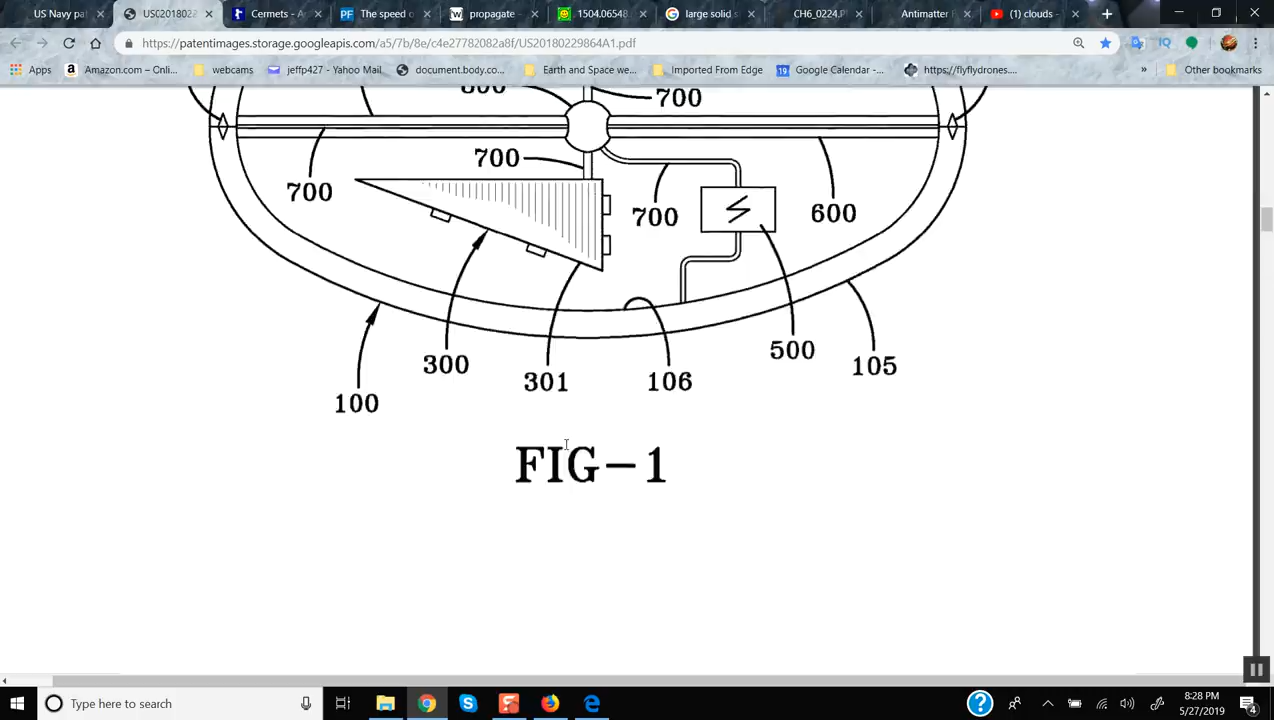 US Navy pa
US0201802
Cermets - A
The speed o
propagate -
1504.06548.
large solid s
CH6_0224.P
Antimatter F
(1) clouds -
https://patentimages.storage.googleapis.com/a5/7b/8e/c4e27782082a8f/US20180229864A1.pdf
Apps
Amazon.com – Onli...
webcams
jeffp427 - Yahoo Mail
document.body.co...
Earth and Space we...
Imported From Edge
Google Calendar -...
https://flyflydrones....
»
Other bookmarks
800
700
700
700
700
600
300
301
106
500
105
100
FIG-1
Type here to search
8:28 PM
5/27/2019